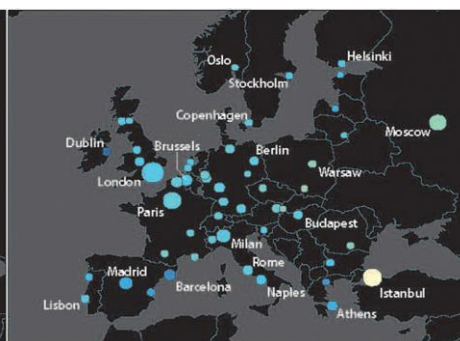 Oslo
Helsinki
Stockholm
Copenhagen
Moscow
Dublin
Brussels
Berlin
Warsaw
London
Paris
Budapest
Milan
Madrid
Rome
Barcelona
Naples
Istanbul
Lisbon
Athens